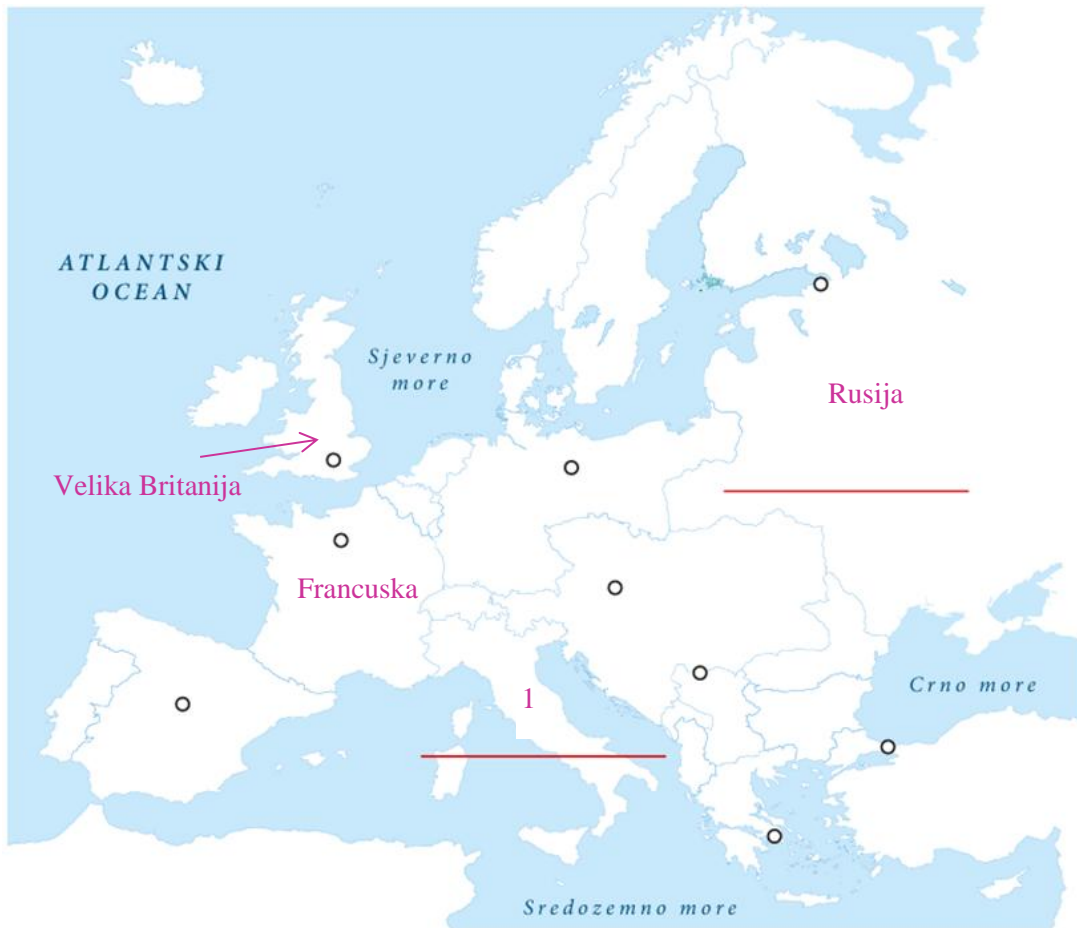 ATLANTSKI
OCEAN
Sjeverno
more
Rusija
Velika Britanija
Francuska
1
Crno more
Sredozemno more